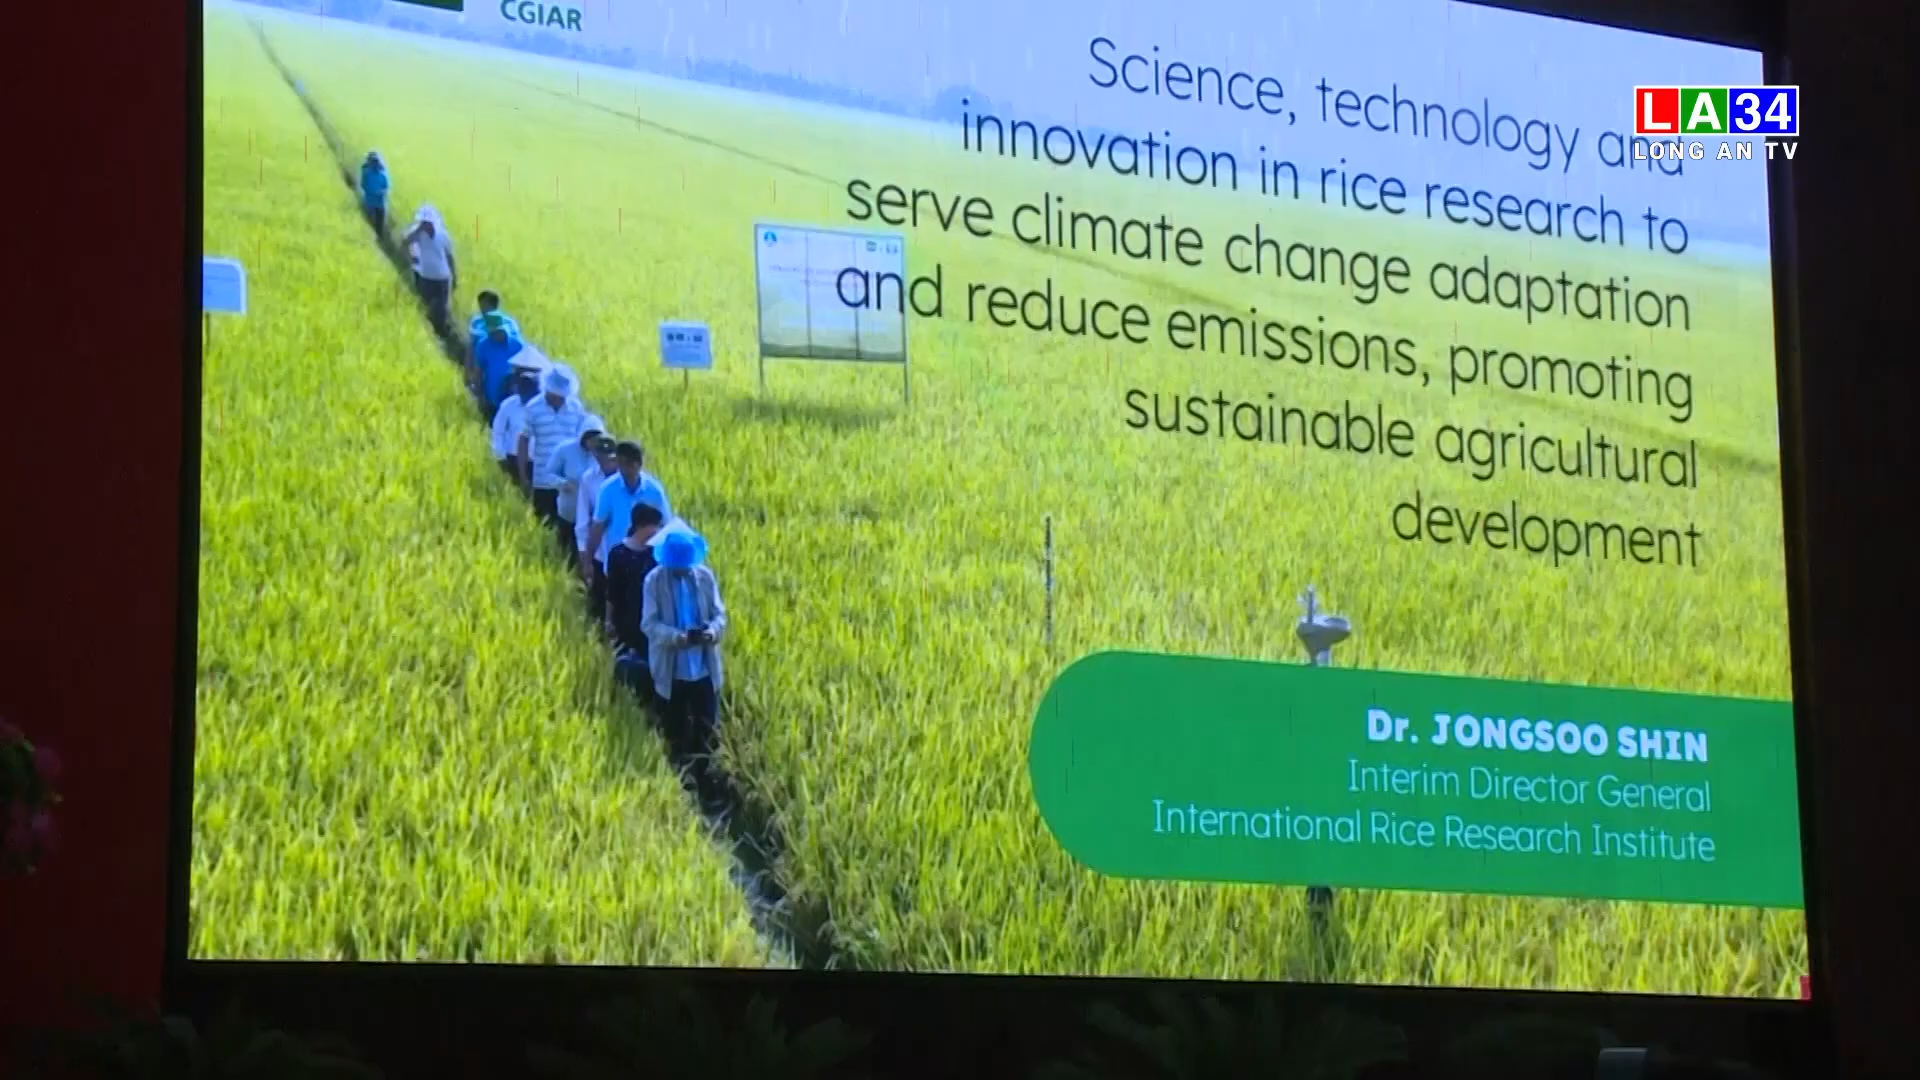 CGIAR
Science, technology and
innovation in rice research to
serve climate change adaptation
and reduce emissions, promoting
sustainable agricultural
development
LA34
LONG AN TV
Dr. JONGSOO SHIN
Interim Director General
International Rice Research Institute